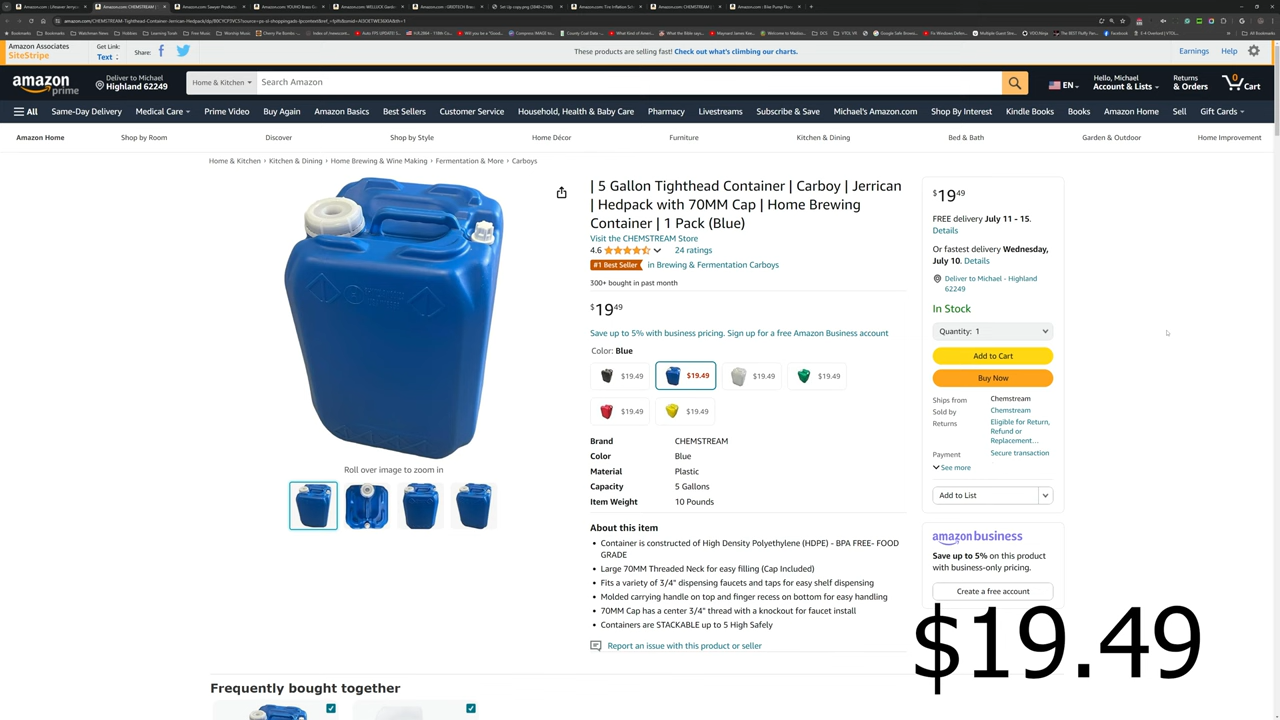 amazon.com/CHEMSTREAM-Tighthead-Container-Jerrican-Hedpack/dp/
Amazon Associates
SiteStripe
Get Link:
Text
Share:
These products are selling fast! Check out what's climbing our charts.
Earnings
Help
amazon
prime
Deliver to Michael
Highland 62249
Home & Kitchen
Search Amazon
EN
Hello, Michael
Account & Lists
Returns
& Orders
0
Cart
All
Same-Day Delivery
Medical Care
Prime Video
Buy Again
Amazon Basics
Best Sellers
Customer Service
Household, Health & Baby Care
Pharmacy
Livestreams
Subscribe & Save
Michael's Amazon.com
Shop By Interest
Kindle Books
Books
Amazon Home
Sell
Gift Cards
Amazon Home
Shop by Room
Discover
Shop by Style
Home Décor
Furniture
Kitchen & Dining
Bed & Bath
Garden & Outdoor
Home Improvement
Home & Kitchen › Kitchen & Dining › Home Brewing & Wine Making › Fermentation & More › Carboys
| 5 Gallon Tighthead Container | Carboy | Jerrican
| Hedpack with 70MM Cap | Home Brewing
Container | 1 Pack (Blue)
Visit the CHEMSTREAM Store
4.6
24 ratings
#1 Best Seller
in Brewing & Fermentation Carboys
300+ bought in past month
$19 49
Save up to 5% with business pricing. Sign up for a free Amazon Business account
Color: Blue
$19.49
$19.49
$19.49
$19.49
$19.49
$19.49
Brand CHEMSTREAM
Color Blue
Material Plastic
Capacity 5 Gallons
Item Weight 10 Pounds
About this item
• Container is constructed of High Density Polyethylene (HDPE) - BPA FREE- FOOD
GRADE
• Large 70MM Threaded Neck for easy filling (Cap Included)
• Fits a variety of 3/4" dispensing faucets and taps for easy shelf dispensing
• Molded carrying handle on top and finger recess on bottom for easy handling
• 70MM Cap has a center 3/4" thread with a knockout for faucet install
• Containers are STACKABLE up to 5 High Safely
Report an issue with this product or seller
Roll over image to zoom in
$19 49
FREE delivery July 11 - 15.
Details
Or fastest delivery Wednesday,
July 10. Details
Deliver to Michael - Highland
62249
In Stock
Quantity: 1
Add to Cart
Buy Now
Ships from Chemstream
Sold by Chemstream
Returns Eligible for Return,
Refund or
Replacement...
Payment Secure transaction
See more
Add to List
amazon business
Save up to 5% on this product
with business-only pricing.
Create a free account
$19.49
Frequently bought together